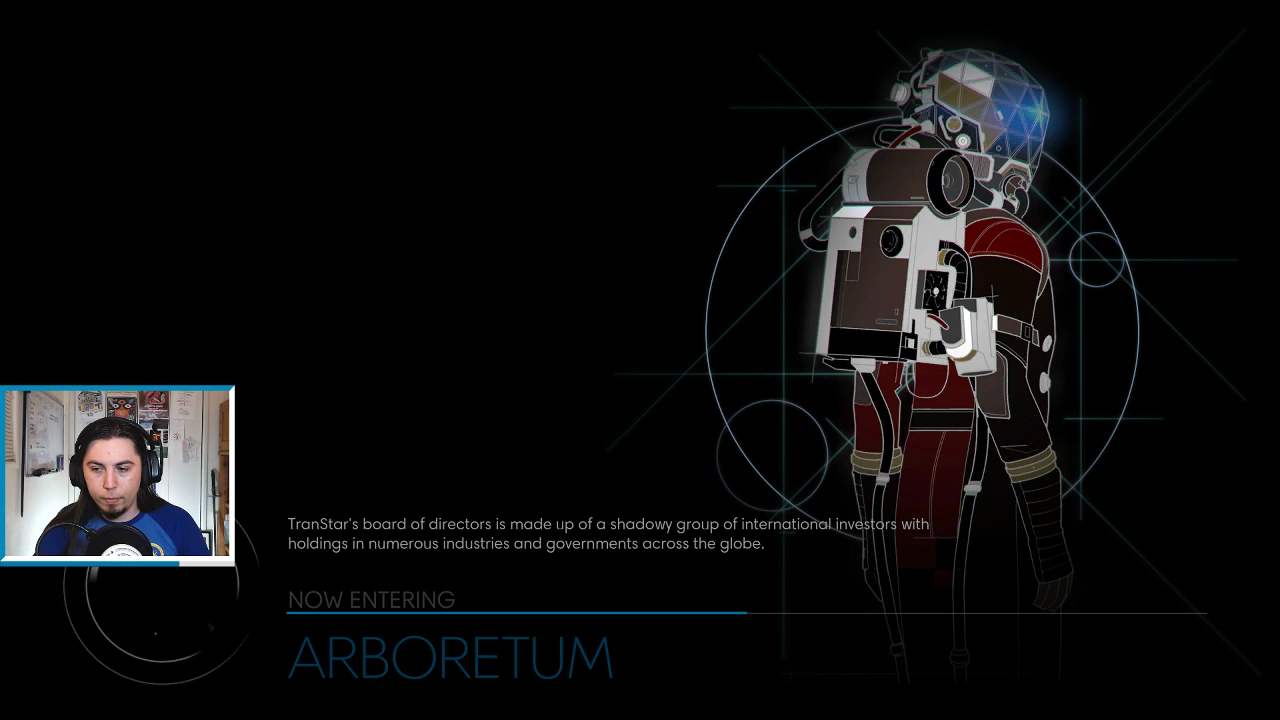 TranStar's board of directors is made up of a shadowy group of international investors with
holdings in numerous industries and governments across the globe.
NOW ENTERING
ARBORETUM